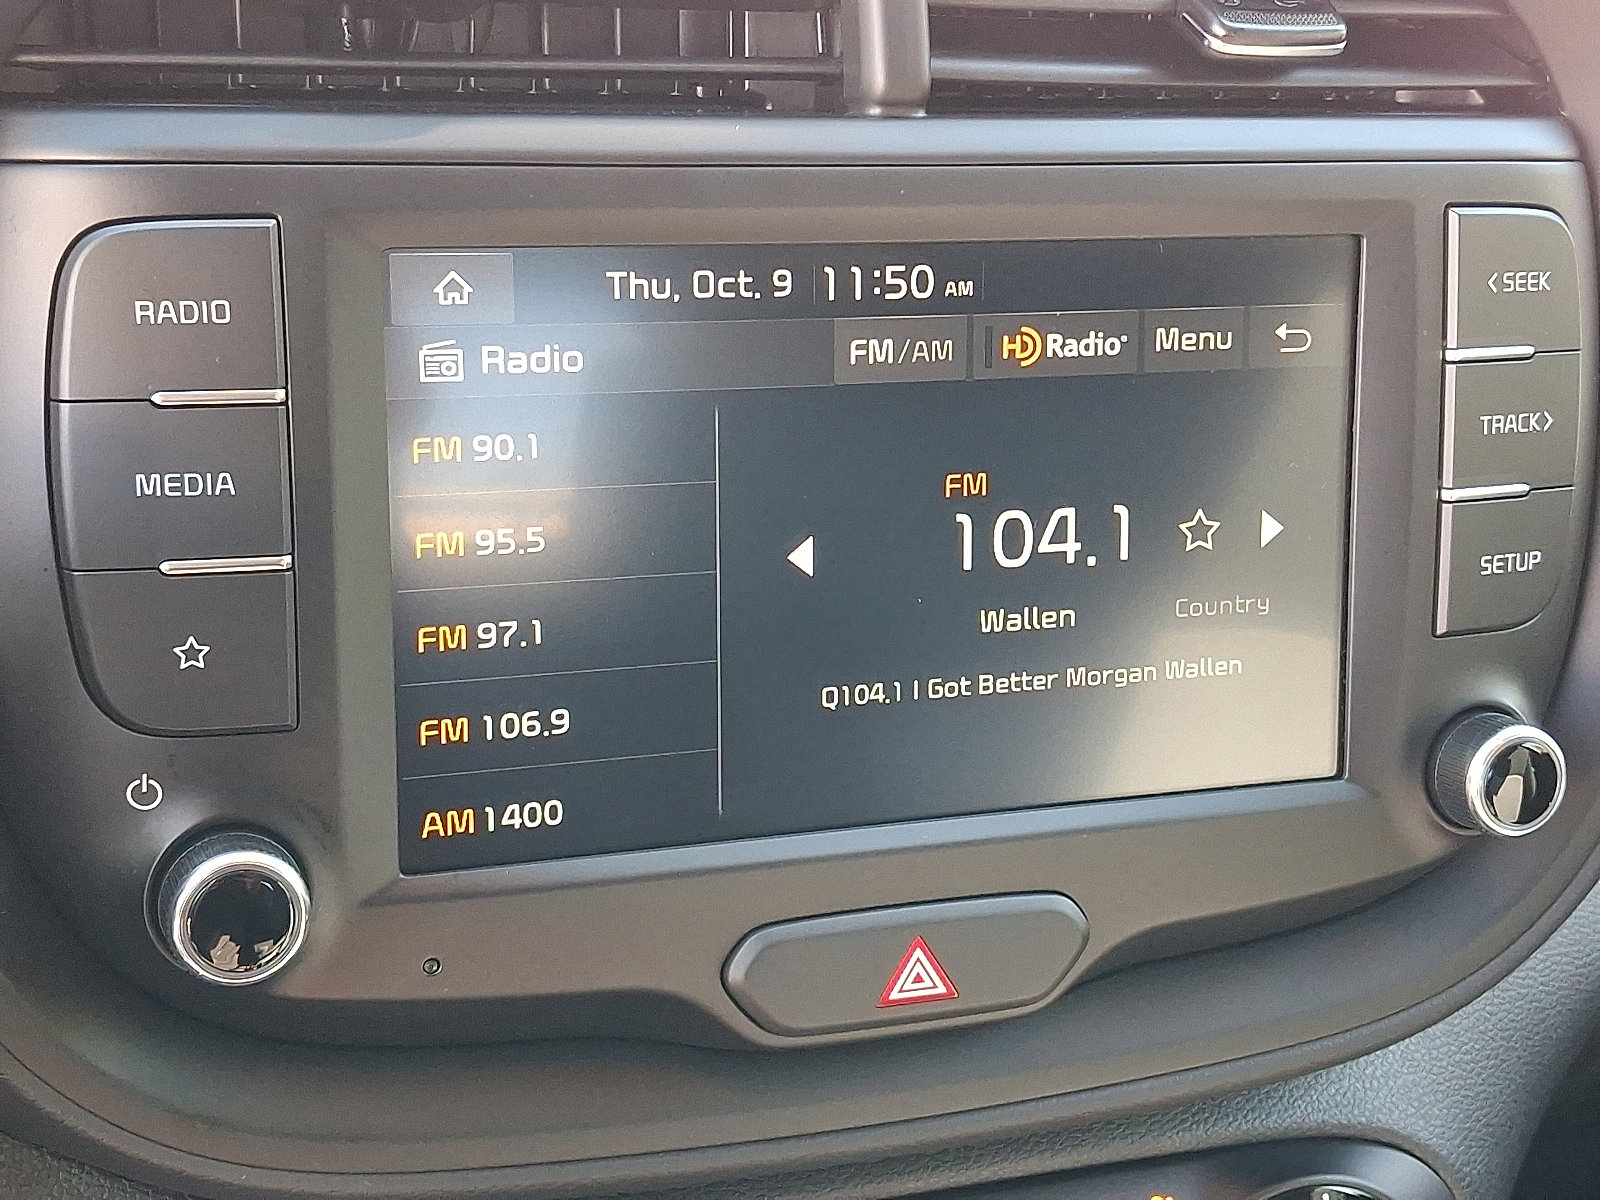 Thu, Oct. 9 11:50 AM
Radio FM/AM HD Radio Menu
FM 90.1
FM 95.5
FM 97.1
FM 106.9
AM 1400
FM
104.1
Wallen Country
Q104.1 I Got Better Morgan Wallen
RADIO
MEDIA
< SEEK
TRACK >
SETUP